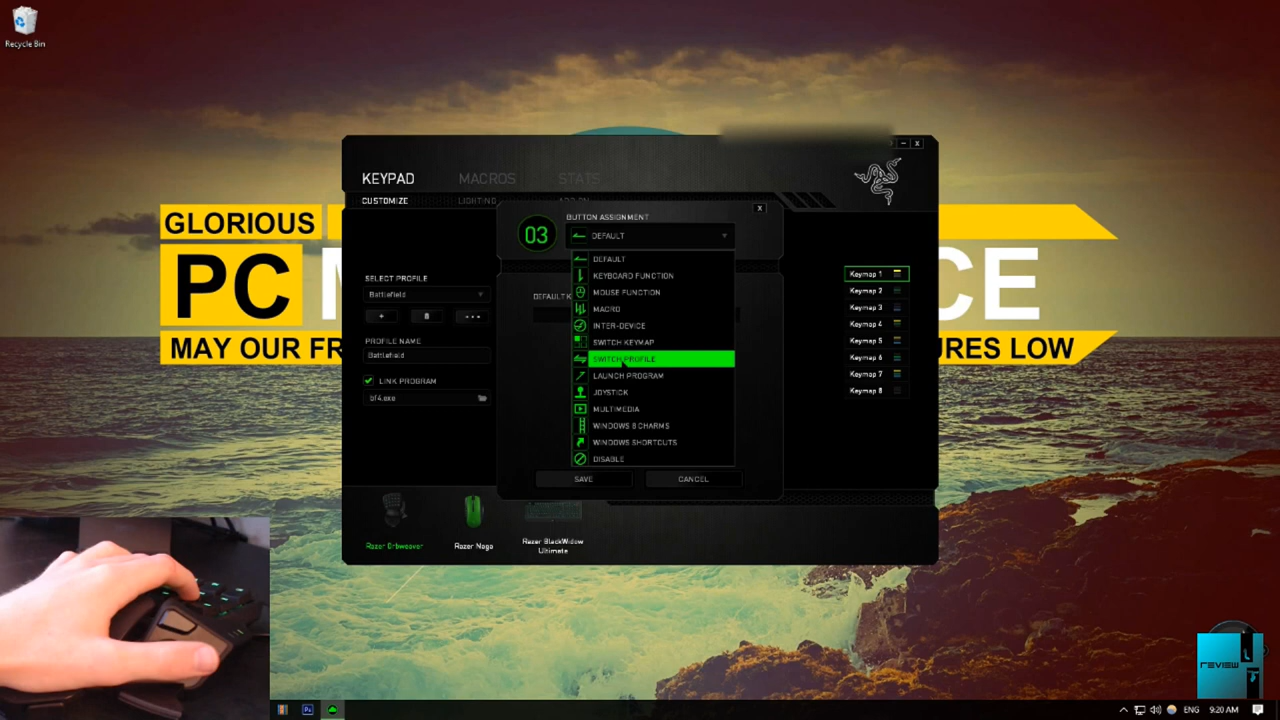 Recycle Bin
GLORIOUS
PC M
CE
MAY OUR FR
URES LOW
KEYPAD
MACROS
STATS
CUSTOMIZE
LIGHTING
SELECT PROFILE
Battlefield
+
PROFILE NAME
Battlefield
LINK PROGRAM
bf4.exe
X
BUTTON ASSIGNMENT
03
DEFAULT
DEFAULT K
DEFAULT
KEYBOARD FUNCTION
MOUSE FUNCTION
MACRO
INTER-DEVICE
SWITCH KEYMAP
SWITCH PROFILE
LAUNCH PROGRAM
JOYSTICK
MULTIMEDIA
WINDOWS 8 CHARMS
WINDOWS SHORTCUTS
DISABLE
SAVE
CANCEL
Keymap 1
Keymap 2
Keymap 3
Keymap 4
Keymap 5
Keymap 6
Keymap 7
Keymap 8
Razer Orbweaver
Razer Naga
Razer BlackWidow
Ultimate
REVIEW
Ps
ENG
9:20 AM